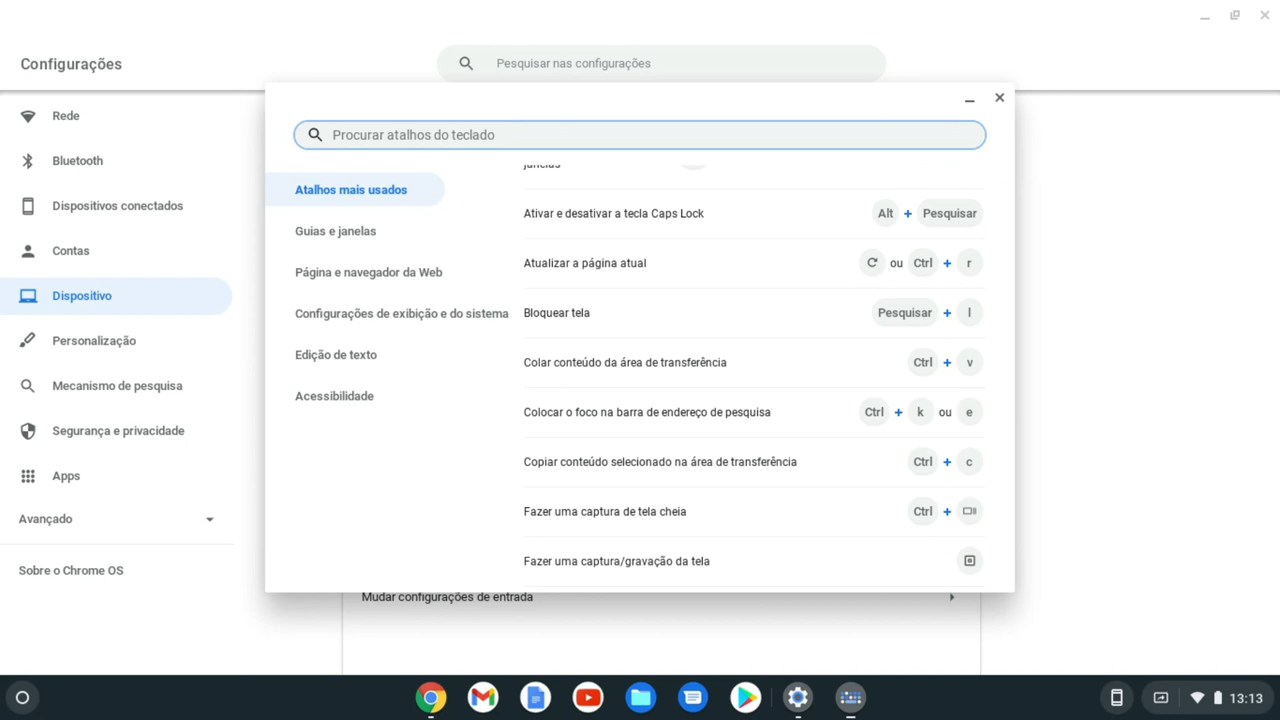 Configurações
Pesquisar nas configurações
Rede
Bluetooth
Dispositivos conectados
Contas
Dispositivo
Personalização
Mecanismo de pesquisa
Segurança e privacidade
Apps
Avançado
Sobre o Chrome OS
Procurar atalhos do teclado
Atalhos mais usados
Guias e janelas
Página e navegador da Web
Configurações de exibição e do sistema
Edição de texto
Acessibilidade
janelas
Ativar e desativar a tecla Caps Lock Alt + Pesquisar
Atualizar a página atual ou Ctrl + r
Bloquear tela Pesquisar + l
Colar conteúdo da área de transferência Ctrl + v
Colocar o foco na barra de endereço de pesquisa Ctrl + k ou e
Copiar conteúdo selecionado na área de transferência Ctrl + c
Fazer uma captura de tela cheia Ctrl +
Fazer uma captura/gravação da tela
Mudar configurações de entrada
13:13